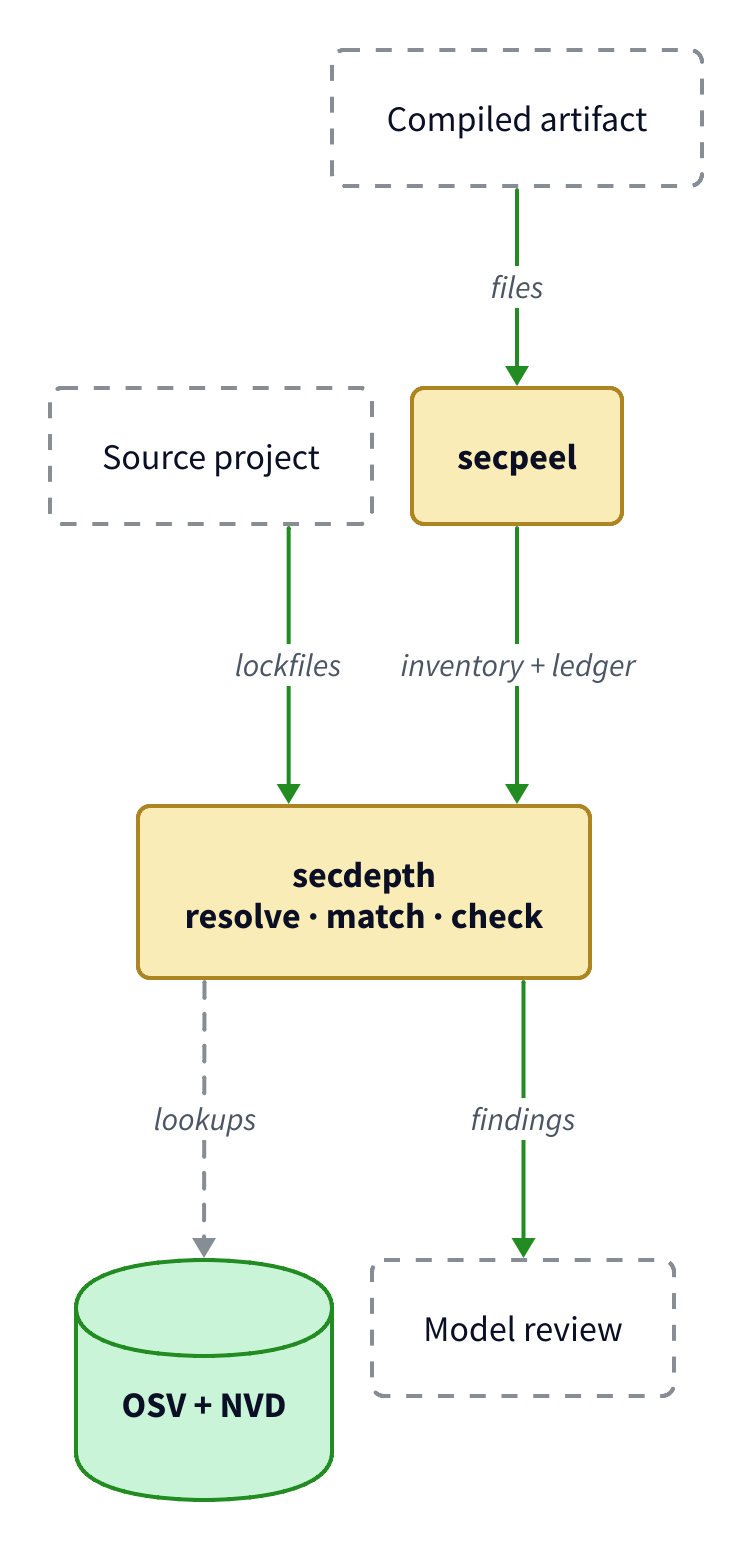 Compiled artifact
files
Source project
secpeel
lockfiles
inventory + ledger
secdepth
resolve · match · check
lookups
findings
OSV + NVD
Model review